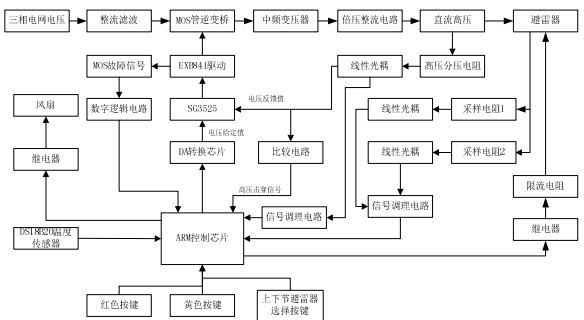 三相电网电压
整流滤波
MOS管逆变桥
中频变压器
倍压整流电路
直流高压
避雷器
MOS故障信号
EXB841驱动
线性光耦
高压分压电阻
风扇
数字逻辑电路
SG3525
电压反馈值
线性光耦
采样电阻1
电压给定值
继电器
DA转换芯片
比较电路
线性光耦
采样电阻2
高压击穿信号
限流电阻
信号调理电路
信号调理电路
DS18B20温度
传感器
ARM控制芯片
继电器
红色按键
黄色按键
上下节避雷器
选择按键